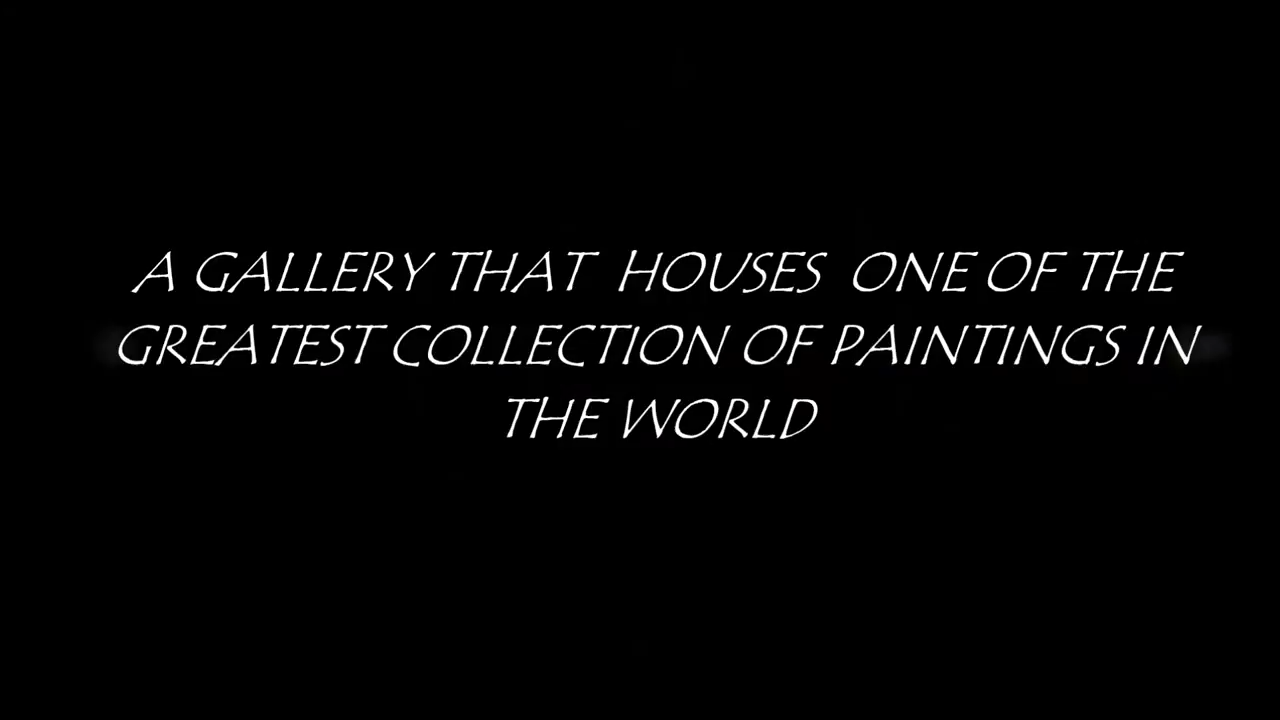 A GALLERY THAT HOUSES ONE OF THE
GREATEST COLLECTION OF PAINTINGS IN
THE WORLD